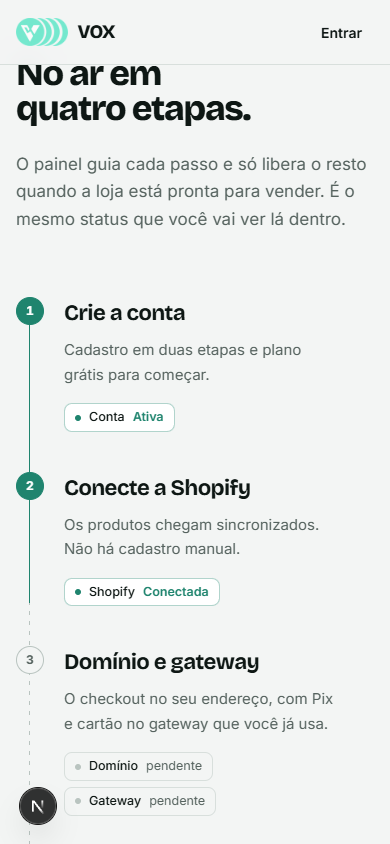 VOX
Entrar
No ar em
quatro etapas.
O painel guia cada passo e só libera o resto
quando a loja está pronta para vender. É o
mesmo status que você vai ver lá dentro.
1
Crie a conta
Cadastro em duas etapas e plano
grátis para começar.
Conta Ativa
2
Conecte a Shopify
Os produtos chegam sincronizados.
Não há cadastro manual.
Shopify Conectada
3
Domínio e gateway
O checkout no seu endereço, com Pix
e cartão no gateway que você já usa.
Domínio pendente
Gateway pendente
N